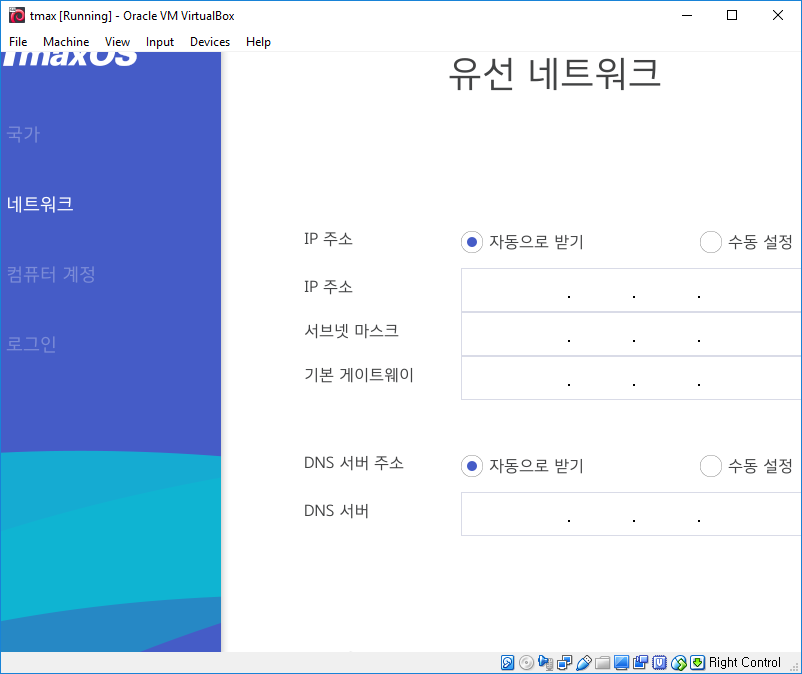 tmax [Running] - Oracle VM VirtualBox
File Machine View Input Devices Help
TmaxOS
유선 네트워크
국가
네트워크
컴퓨터 계정
로그인
IP 주소 자동으로 받기 수동 설정
IP 주소 . . .
서브넷 마스크 . . .
기본 게이트웨이 . . .
DNS 서버 주소 자동으로 받기 수동 설정
DNS 서버 . . .
Right Control